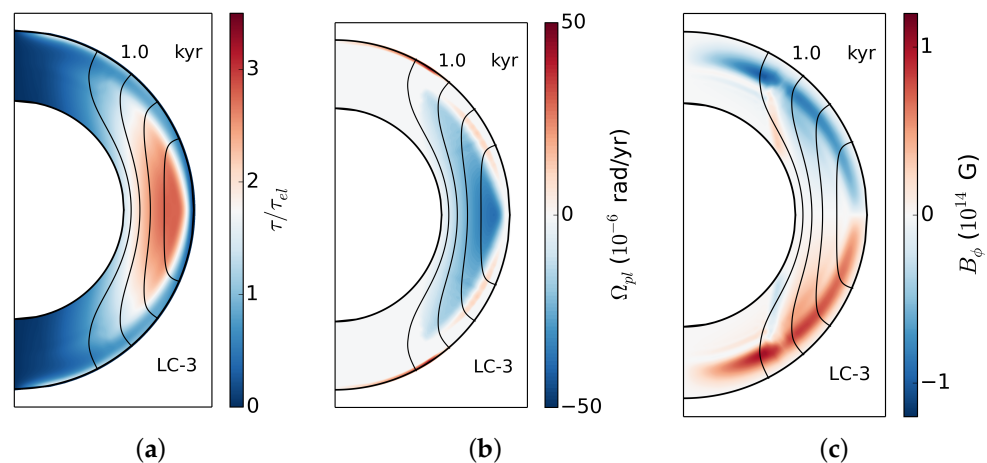 1.0 kyr
LC-3
3
2
1
0
τ/τ_el
(a)
1.0 kyr
LC-3
50
0
−50
Ω_pl (10^−6 rad/yr)
(b)
1.0 kyr
LC-3
1
0
−1
B_ϕ (10^14 G)
(c)